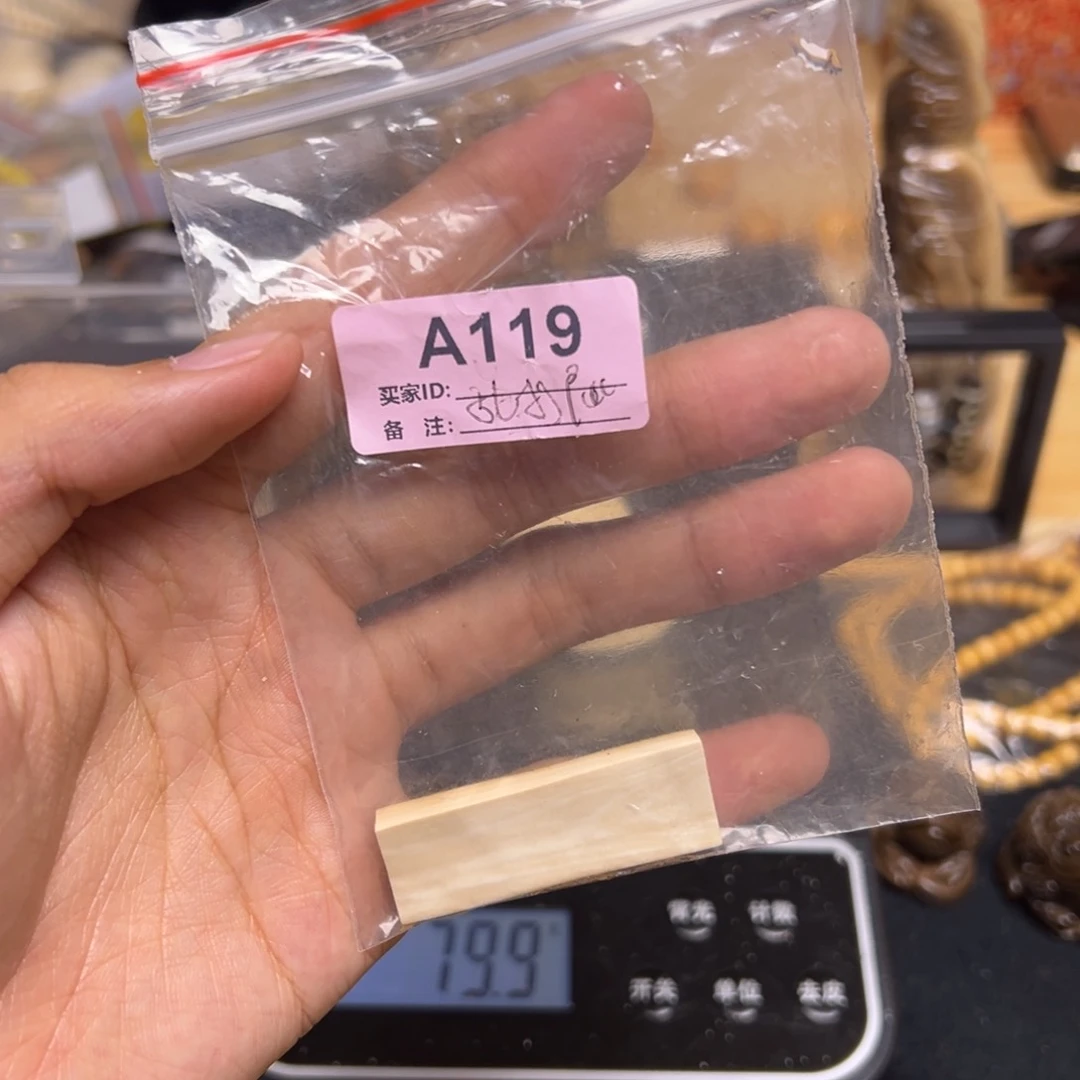 A119
买家ID:
备 注:
79.9
背光 计数
开关 单位 去皮